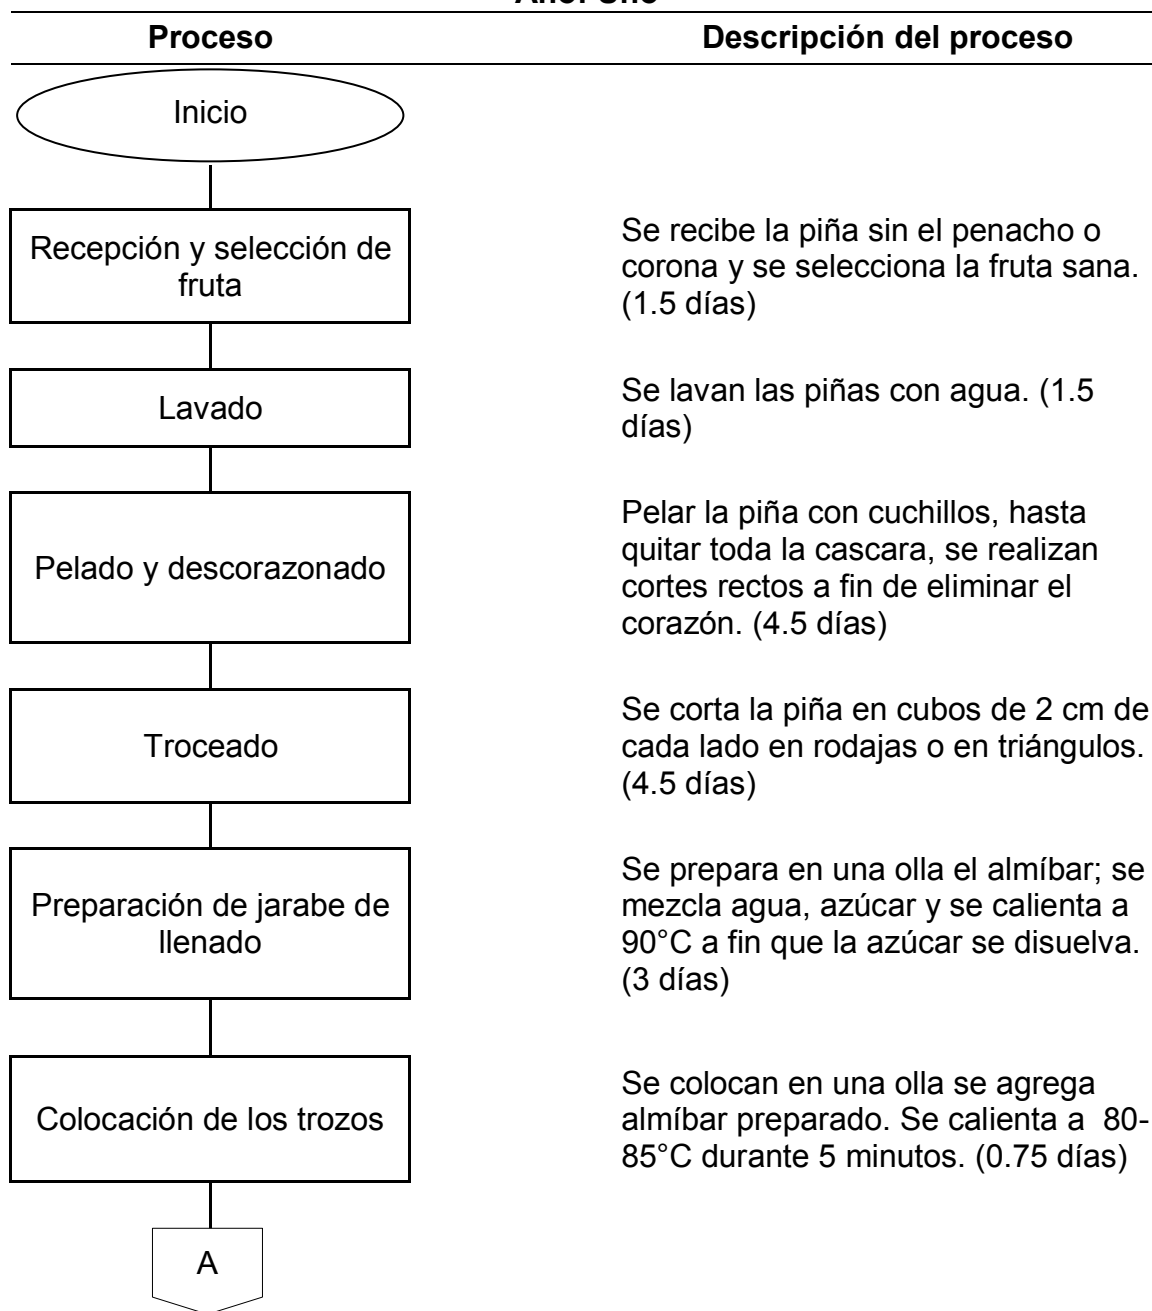 Proceso
Descripción del proceso
Inicio
Recepción y selección de
fruta
Se recibe la piña sin el penacho o
corona y se selecciona la fruta sana.
(1.5 días)
Lavado
Se lavan las piñas con agua. (1.5
días)
Pelado y descorazonado
Pelar la piña con cuchillos, hasta
quitar toda la cascara, se realizan
cortes rectos a fin de eliminar el
corazón. (4.5 días)
Troceado
Se corta la piña en cubos de 2 cm de
cada lado en rodajas o en triángulos.
(4.5 días)
Preparación de jarabe de
llenado
Se prepara en una olla el almíbar; se
mezcla agua, azúcar y se calienta a
90°C a fin que la azúcar se disuelva.
(3 días)
Colocación de los trozos
Se colocan en una olla se agrega
almíbar preparado. Se calienta a 80-
85°C durante 5 minutos. (0.75 días)
A